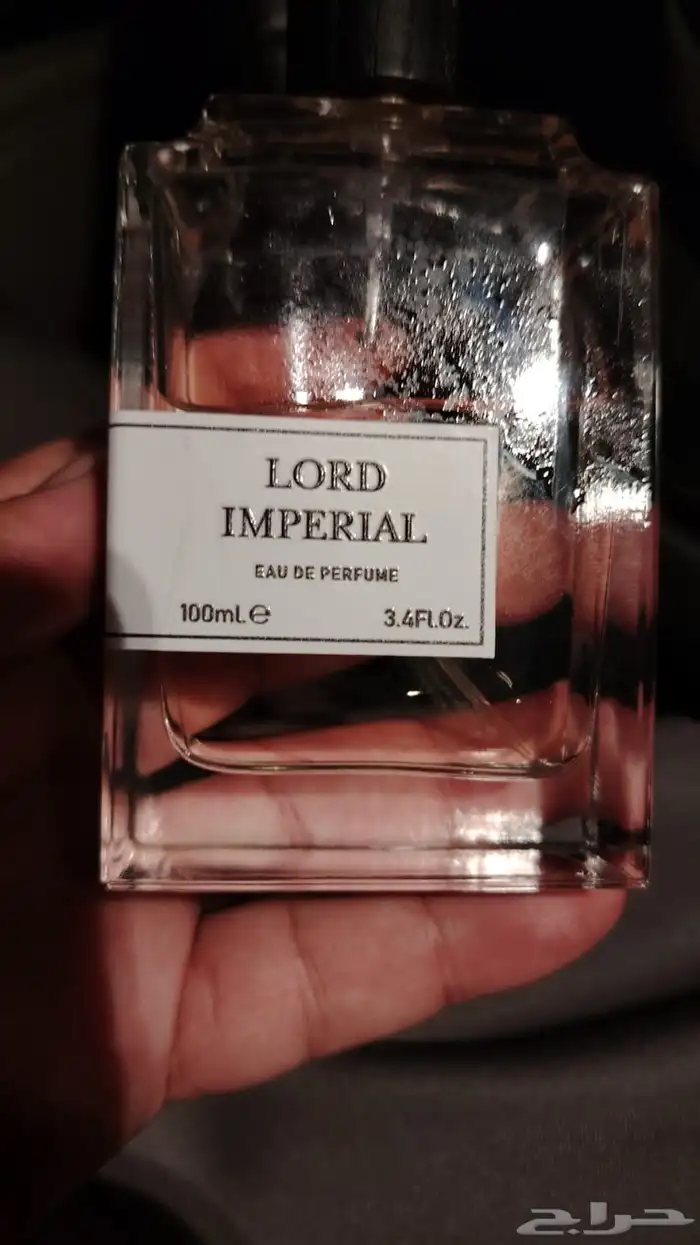 LORD
IMPERIAL
EAU DE PERFUME
100ml.℮ 3.4Fl.Oz.
حراج